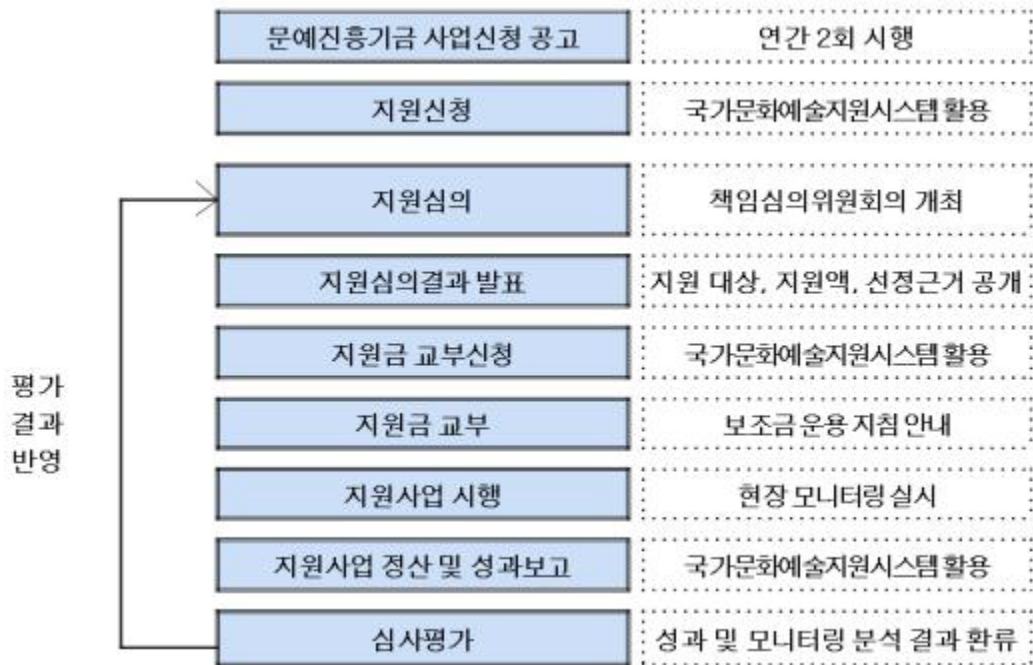 문예진흥기금 사업신청 공고 연간 2회 시행
지원신청 국가문화예술지원시스템 활용
지원심의 책임심의위원회의 개최
지원심의결과 발표 지원 대상, 지원액, 선정근거 공개
지원금 교부신청 국가문화예술지원시스템 활용
평가
결과
반영
지원금 교부 보조금 운용 지침 안내
지원사업 시행 현장 모니터링 실시
지원사업 정산 및 성과보고 국가문화예술지원시스템 활용
심사평가 성과 및 모니터링 분석 결과 환류